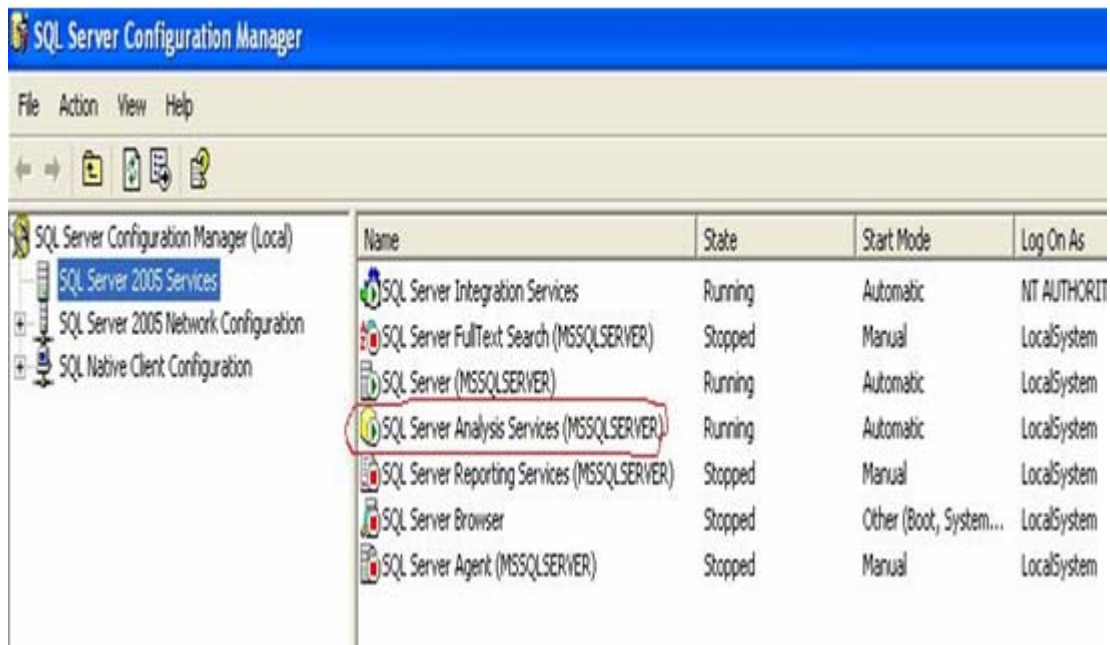 SQL Server Configuration Manager
File Action View Help
SQL Server Configuration Manager (Local)
SQL Server 2005 Services
SQL Server 2005 Network Configuration
SQL Native Client Configuration
Name State Start Mode Log On As
SQL Server Integration Services Running Automatic NT AUTHORIT
SQL Server FullText Search (MSSQLSERVER) Stopped Manual LocalSystem
SQL Server (MSSQLSERVER) Running Automatic LocalSystem
SQL Server Analysis Services (MSSQLSERVER) Running Automatic LocalSystem
SQL Server Reporting Services (MSSQLSERVER) Stopped Manual LocalSystem
SQL Server Browser Stopped Other (Boot, System... LocalSystem
SQL Server Agent (MSSQLSERVER) Stopped Manual LocalSystem